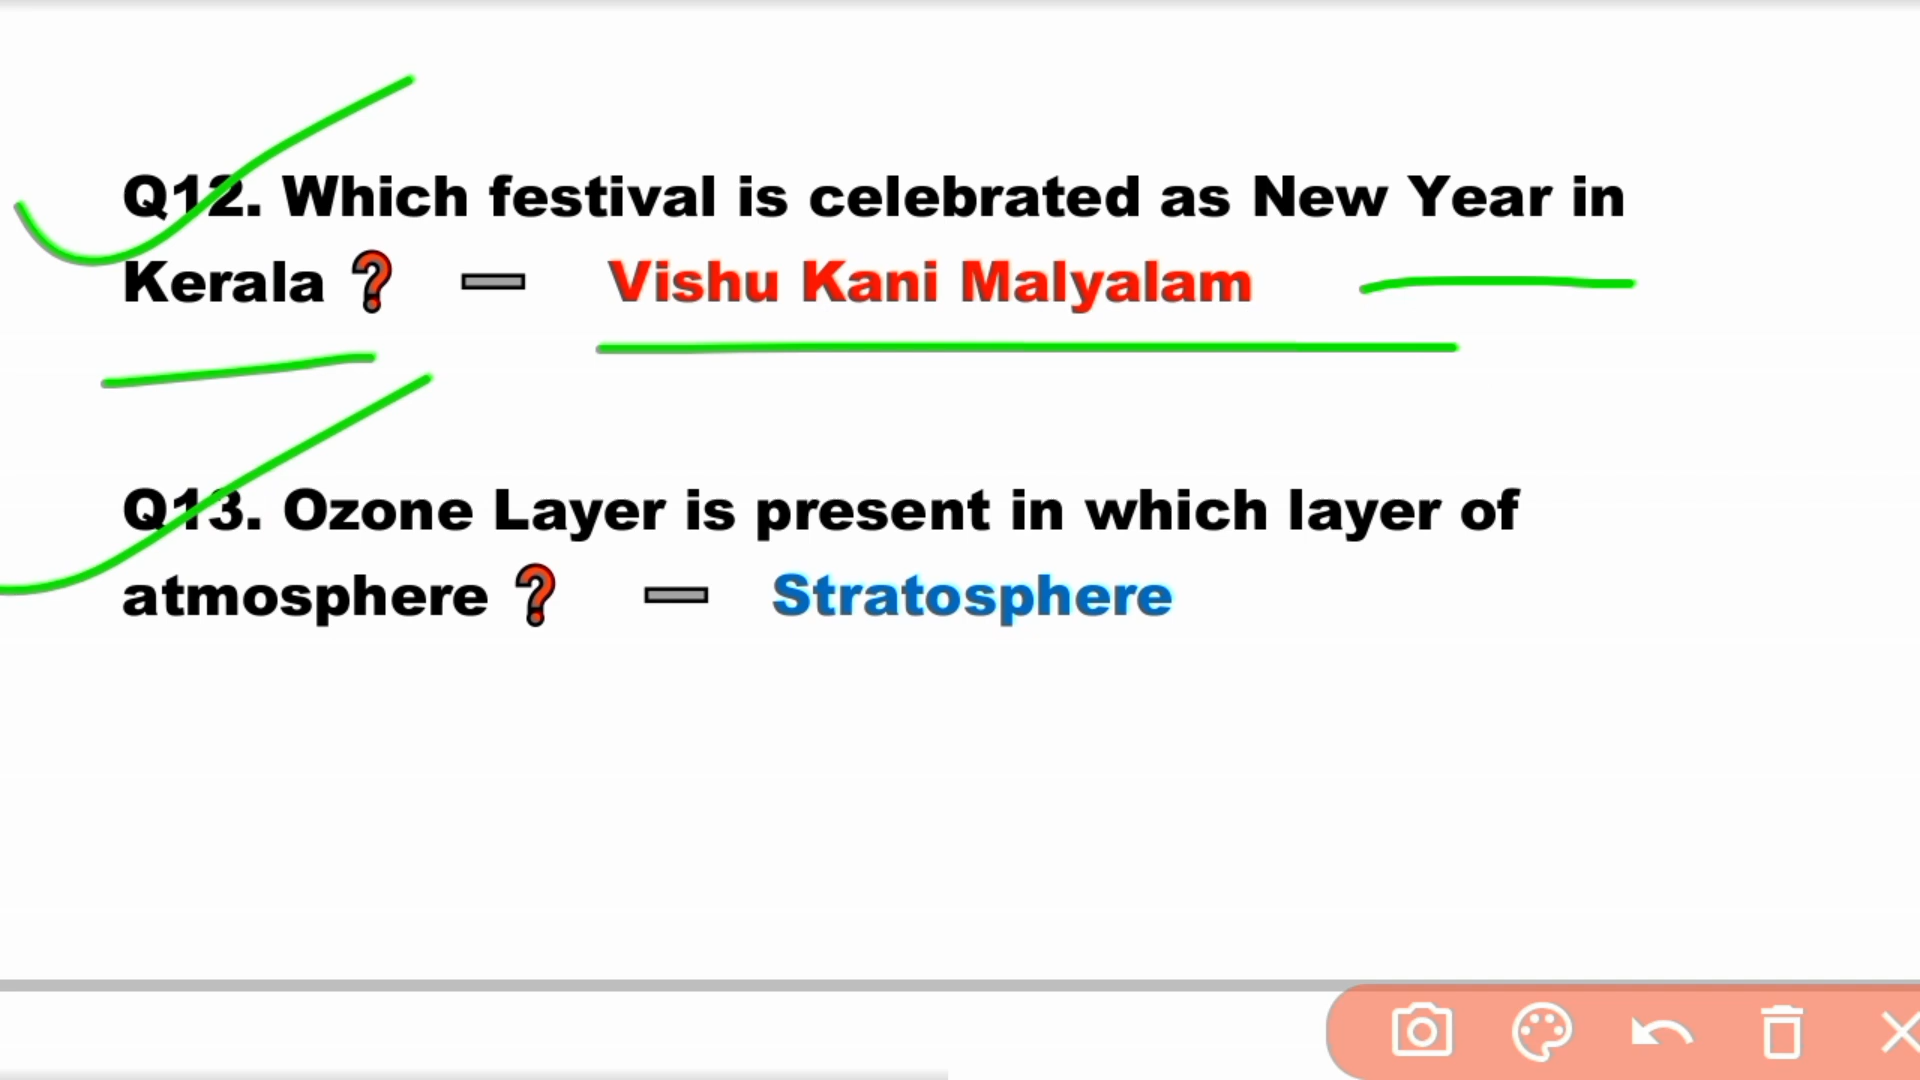 Q12. Which festival is celebrated as New Year in
Kerala ❓ ➖ Vishu Kani Malyalam
Q13. Ozone Layer is present in which layer of
atmosphere ❓ ➖ Stratosphere